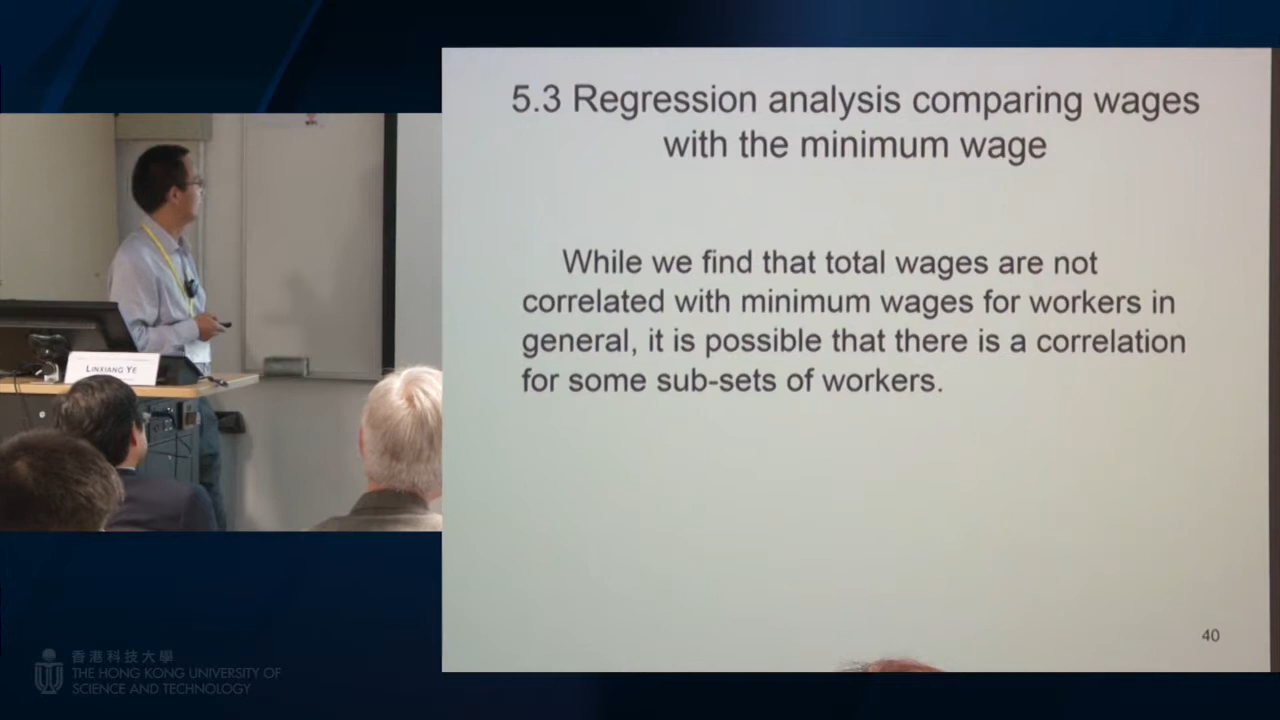 5.3 Regression analysis comparing wages
with the minimum wage
While we find that total wages are not
correlated with minimum wages for workers in
general, it is possible that there is a correlation
for some sub-sets of workers.
40
LINXIANG YE
香港科技大學
THE HONG KONG UNIVERSITY OF
SCIENCE AND TECHNOLOGY